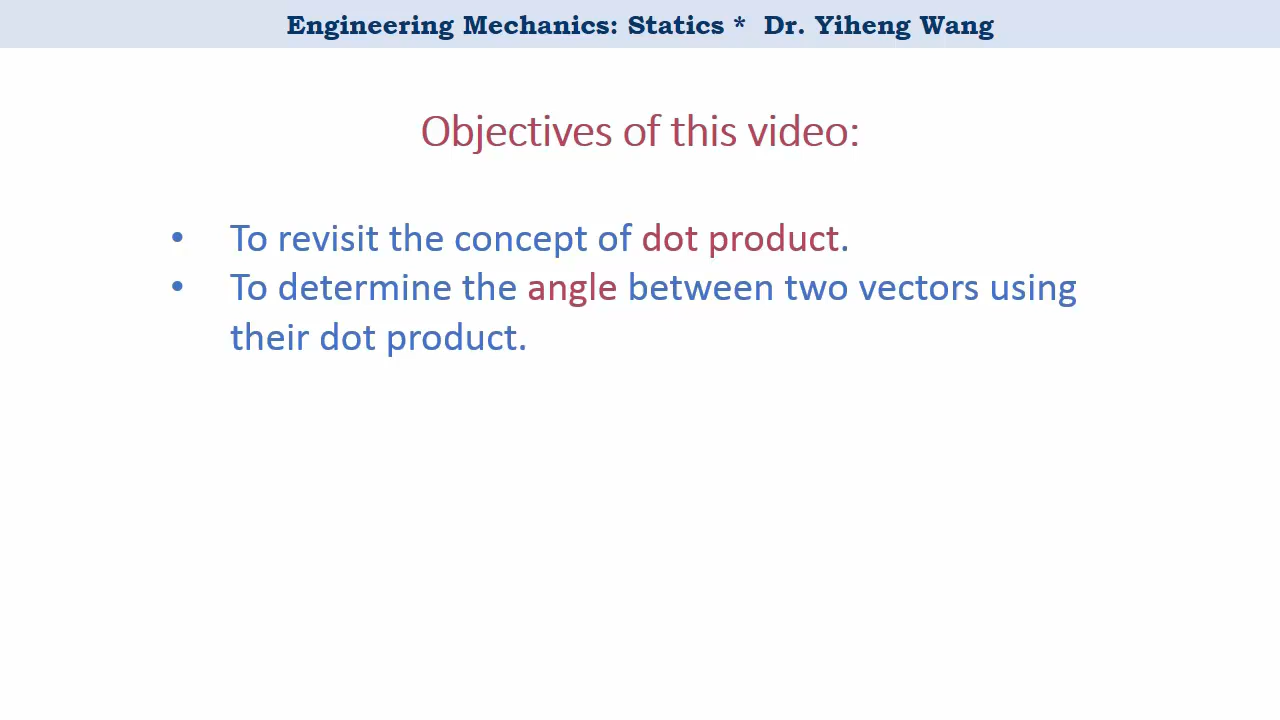 Engineering Mechanics: Statics *  Dr. Yiheng Wang
Objectives of this video:
• To revisit the concept of dot product.
• To determine the angle between two vectors using
their dot product.